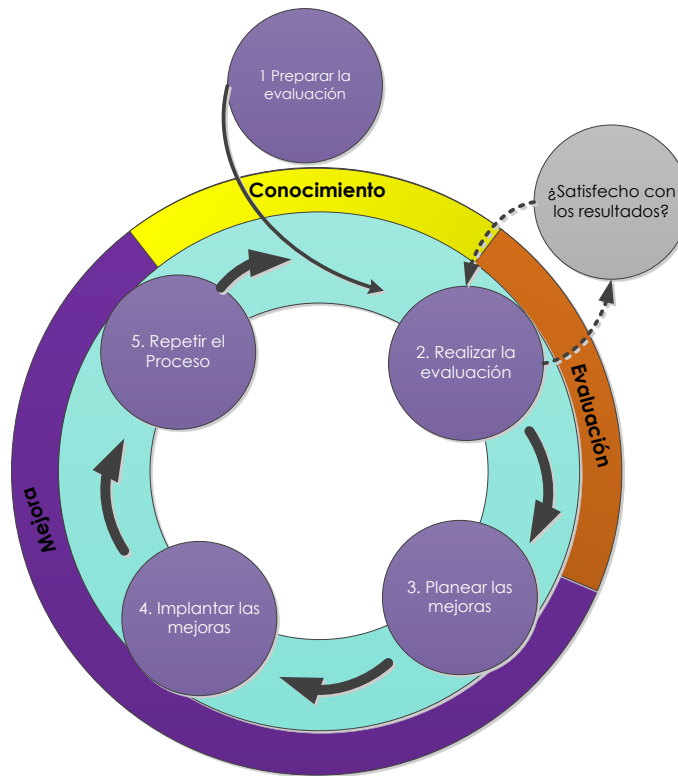 1 Preparar la
evaluación
Conocimiento
¿Satisfecho con
los resultados?
5. Repetir el
Proceso
2. Realizar la
evaluación
Evaluación
Mejora
4. Implantar las
mejoras
3. Planear las
mejoras